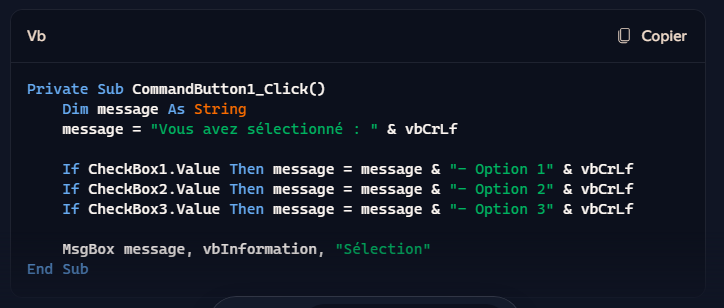 Vb
Copier
Private Sub CommandButton1_Click()
    Dim message As String
    message = "Vous avez sélectionné : " & vbCrLf
    If CheckBox1.Value Then message = message & "- Option 1" & vbCrLf
    If CheckBox2.Value Then message = message & "- Option 2" & vbCrLf
    If CheckBox3.Value Then message = message & "- Option 3" & vbCrLf
    MsgBox message, vbInformation, "Sélection"
End Sub